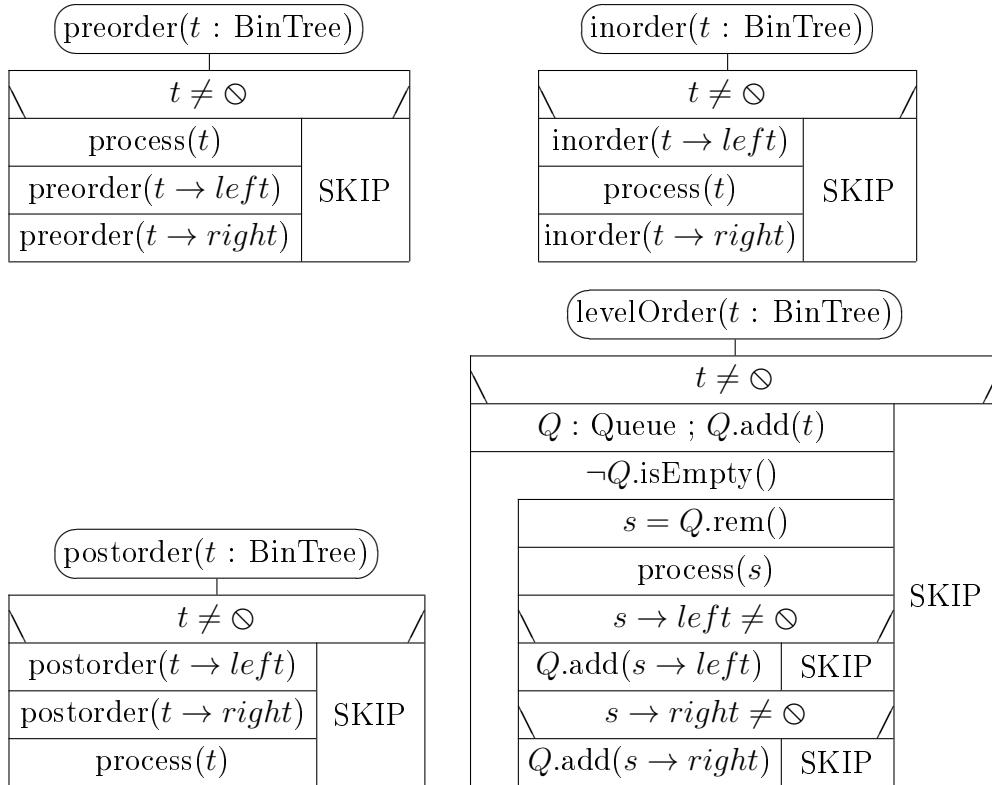 preorder(t : BinTree)
t ≠ ⦸
process(t)
preorder(t → left)
preorder(t → right)
SKIP
inorder(t : BinTree)
t ≠ ⦸
inorder(t → left)
process(t)
inorder(t → right)
SKIP
postorder(t : BinTree)
t ≠ ⦸
postorder(t → left)
postorder(t → right)
process(t)
SKIP
levelOrder(t : BinTree)
t ≠ ⦸
Q : Queue ; Q.add(t)
¬Q.isEmpty()
s = Q.rem()
process(s)
s → left ≠ ⦸
Q.add(s → left)
SKIP
s → right ≠ ⦸
Q.add(s → right)
SKIP
SKIP